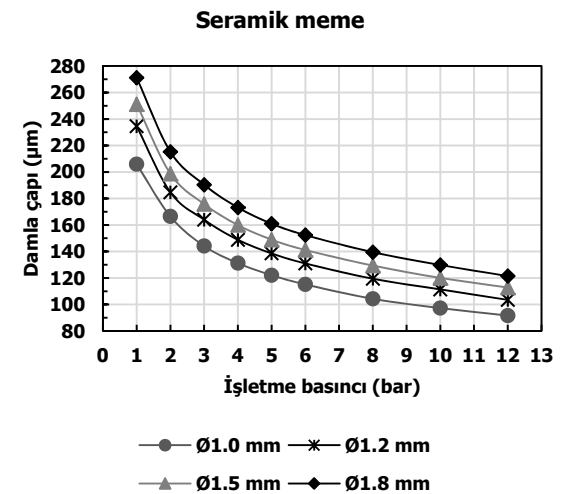 Seramik meme
280
260
240
220
200
180
160
140
120
100
80
Damla çapı (µm)
0 1 2 3 4 5 6 7 8 9 10 11 12 13
İşletme basıncı (bar)
Ø1.0 mm Ø1.2 mm
Ø1.5 mm Ø1.8 mm